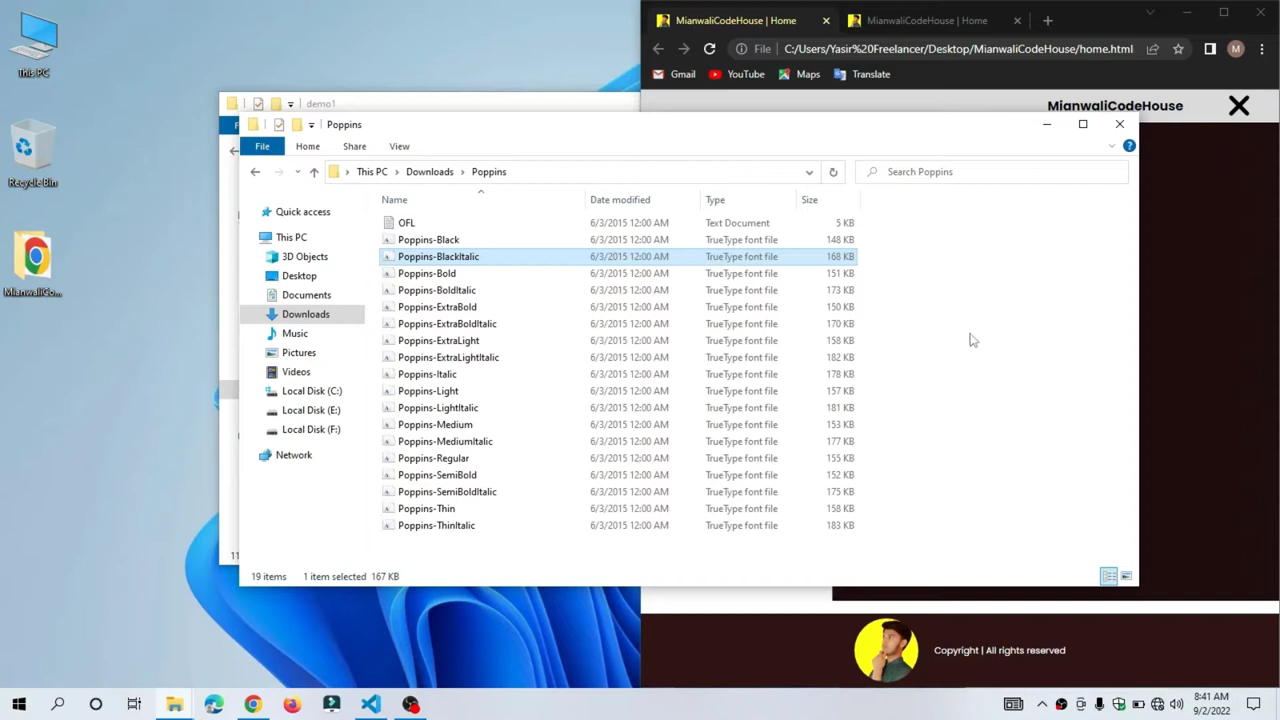 This PC
Recycle Bin
MianwaliCo...
MianwaliCodeHouse | Home
MianwaliCodeHouse | Home
File
C:/Users/Yasir%20Freelancer/Desktop/MianwaliCodeHouse/home.html
M
Gmail
YouTube
Maps
Translate
MianwaliCodeHouse
demo1
F
Poppins
File
Home
Share
View
This PC
Downloads
Poppins
Search Poppins
Name
Date modified
Type
Size
Quick access
This PC
3D Objects
Desktop
Documents
Downloads
Music
Pictures
Videos
Local Disk (C:)
Local Disk (E:)
Local Disk (F:)
Network
OFL 6/3/2015 12:00 AM Text Document 5 KB
Poppins-Black 6/3/2015 12:00 AM TrueType font file 148 KB
Poppins-BlackItalic 6/3/2015 12:00 AM TrueType font file 168 KB
Poppins-Bold 6/3/2015 12:00 AM TrueType font file 151 KB
Poppins-BoldItalic 6/3/2015 12:00 AM TrueType font file 173 KB
Poppins-ExtraBold 6/3/2015 12:00 AM TrueType font file 150 KB
Poppins-ExtraBoldItalic 6/3/2015 12:00 AM TrueType font file 170 KB
Poppins-ExtraLight 6/3/2015 12:00 AM TrueType font file 158 KB
Poppins-ExtraLightItalic 6/3/2015 12:00 AM TrueType font file 182 KB
Poppins-Italic 6/3/2015 12:00 AM TrueType font file 178 KB
Poppins-Light 6/3/2015 12:00 AM TrueType font file 157 KB
Poppins-LightItalic 6/3/2015 12:00 AM TrueType font file 181 KB
Poppins-Medium 6/3/2015 12:00 AM TrueType font file 153 KB
Poppins-MediumItalic 6/3/2015 12:00 AM TrueType font file 177 KB
Poppins-Regular 6/3/2015 12:00 AM TrueType font file 155 KB
Poppins-SemiBold 6/3/2015 12:00 AM TrueType font file 152 KB
Poppins-SemiBoldItalic 6/3/2015 12:00 AM TrueType font file 175 KB
Poppins-Thin 6/3/2015 12:00 AM TrueType font file 158 KB
Poppins-ThinItalic 6/3/2015 12:00 AM TrueType font file 183 KB
11
19 items 1 item selected 167 KB
Copyright | All rights reserved
8:41 AM
9/2/2022